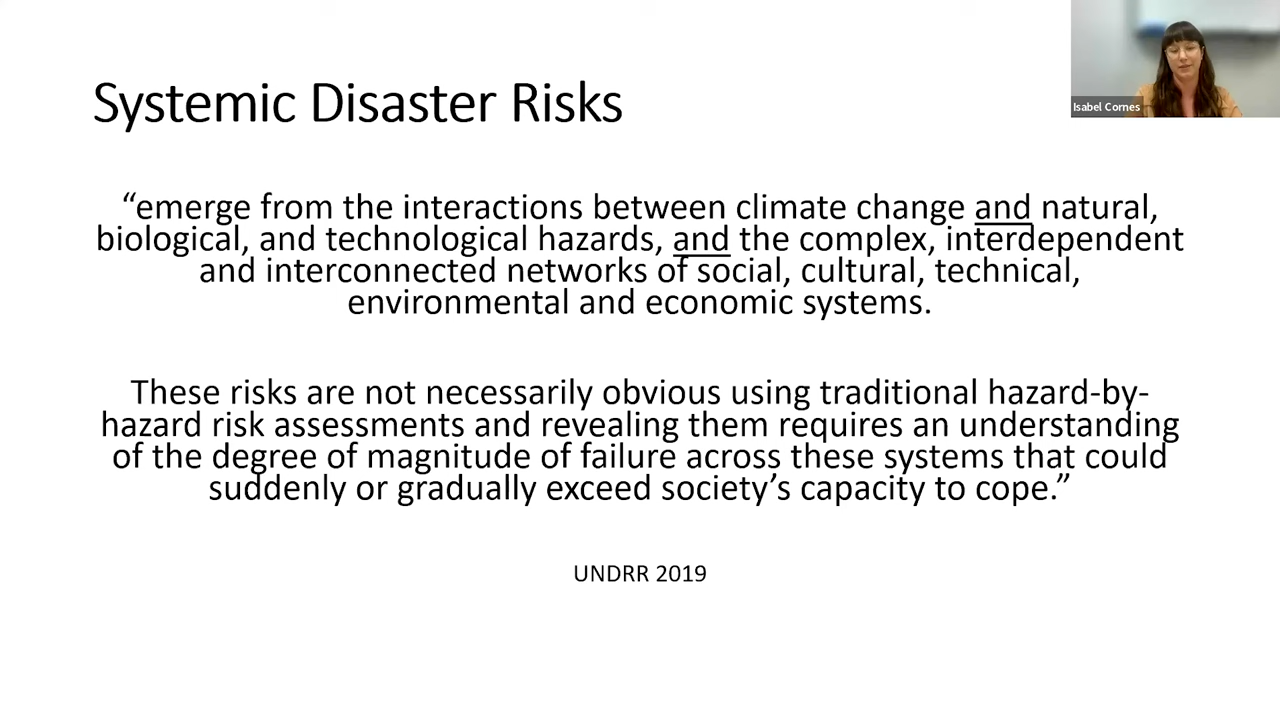 Systemic Disaster Risks
Isabel Cornes
“emerge from the interactions between climate change and natural,
biological, and technological hazards, and the complex, interdependent
and interconnected networks of social, cultural, technical,
environmental and economic systems.
These risks are not necessarily obvious using traditional hazard-by-
hazard risk assessments and revealing them requires an understanding
of the degree of magnitude of failure across these systems that could
suddenly or gradually exceed society’s capacity to cope.”
UNDRR 2019